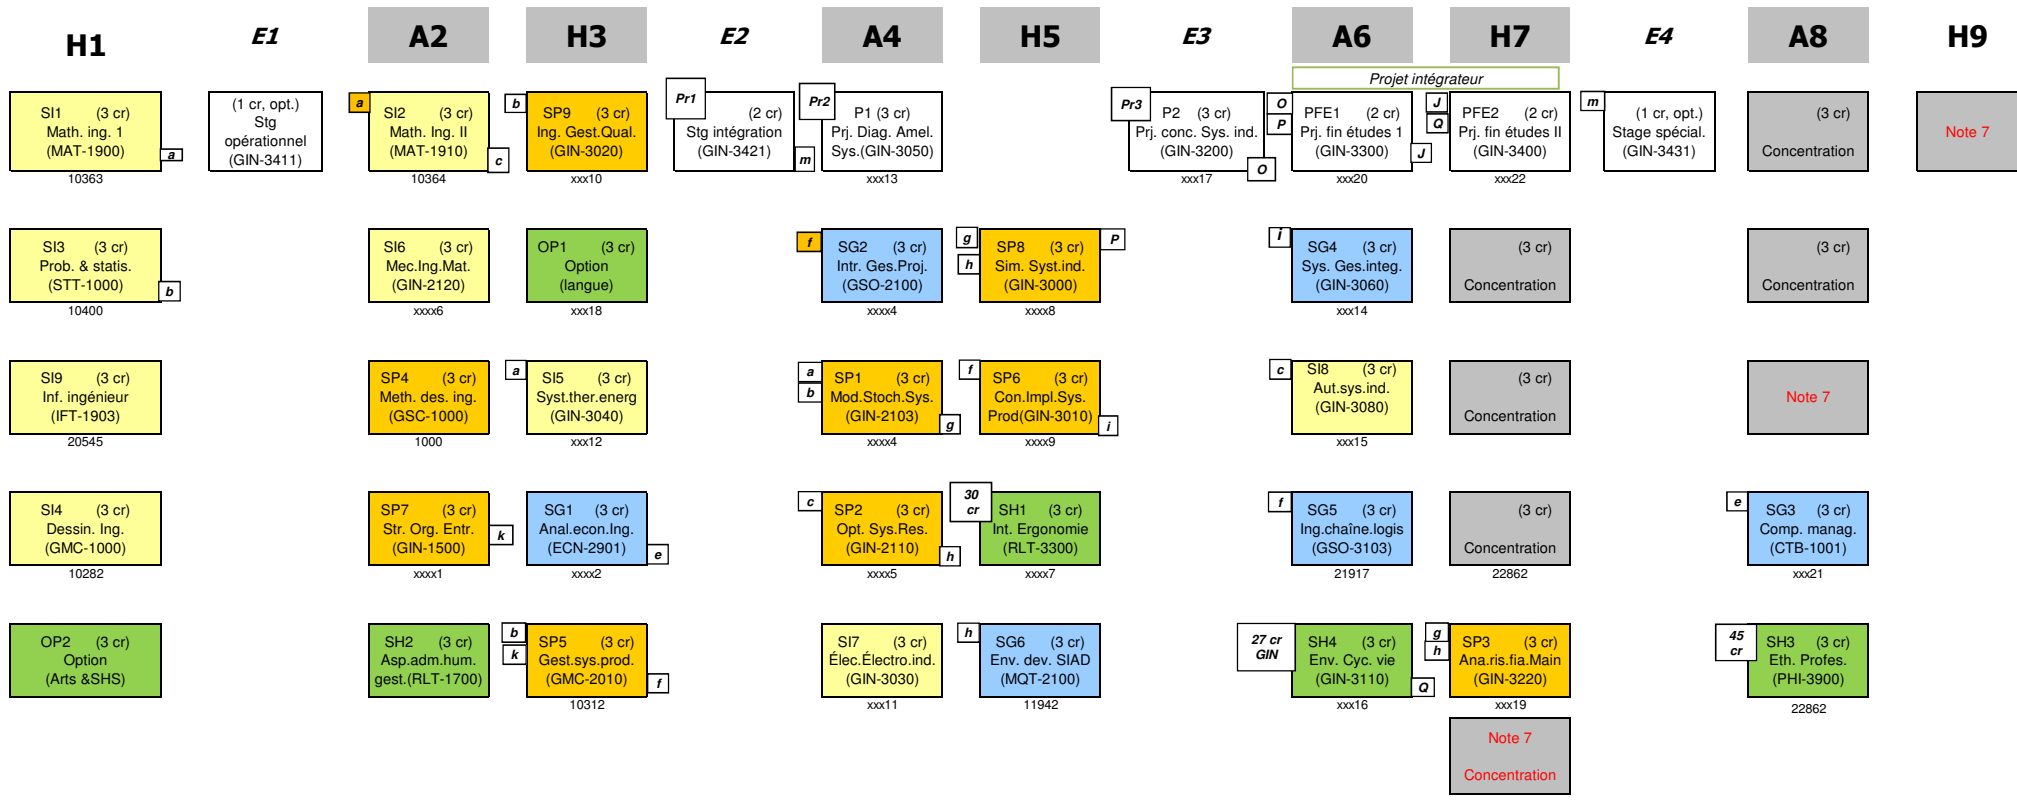 H1 E1 A2 H3 E2 A4 H5 E3 A6 H7 E4 A8 H9
Projet intégrateur
SI1 (3 cr)
Math. ing. 1
(MAT-1900)
a
10363
(1 cr, opt.)
Stg
opérationnel
(GIN-3411)
a
SI2 (3 cr)
Math. Ing. II
(MAT-1910)
c
10364
b
SP9 (3 cr)
Ing. Gest.Qual.
(GIN-3020)
xxx10
Pr1
(2 cr)
Stg intégration
(GIN-3421)
m
Pr2
P1 (3 cr)
Prj. Diag. Amel.
Sys.(GIN-3050)
xxx13
Pr3
P2 (3 cr)
Prj. conc. Sys. ind.
(GIN-3200)
O
xxx17
O
P
PFE1 (2 cr)
Prj. fin études 1
(GIN-3300)
J
xxx20
J
Q
PFE2 (2 cr)
Prj. fin études II
(GIN-3400)
xxx22
m
(1 cr, opt.)
Stage spécial.
(GIN-3431)
(3 cr)
Concentration
Note 7
SI3 (3 cr)
Prob. & statis.
(STT-1000)
b
10400
SI6 (3 cr)
Mec.Ing.Mat.
(GIN-2120)
xxxx6
OP1 (3 cr)
Option
(langue)
xxx18
f
SG2 (3 cr)
Intr. Ges.Proj.
(GSO-2100)
xxxx4
g
h
SP8 (3 cr)
Sim. Syst.ind.
(GIN-3000)
P
xxxx8
i
SG4 (3 cr)
Sys. Ges.integ.
(GIN-3060)
xxx14
(3 cr)
Concentration
(3 cr)
Concentration
SI9 (3 cr)
Inf. ingénieur
(IFT-1903)
20545
SP4 (3 cr)
Meth. des. ing.
(GSC-1000)
1000
a
SI5 (3 cr)
Syst.ther.energ
(GIN-3040)
xxx12
a
b
SP1 (3 cr)
Mod.Stoch.Sys.
(GIN-2103)
g
xxxx4
f
SP6 (3 cr)
Con.Impl.Sys.
Prod(GIN-3010)
i
xxxx9
c
SI8 (3 cr)
Aut.sys.ind.
(GIN-3080)
xxx15
(3 cr)
Concentration
Note 7
SI4 (3 cr)
Dessin. Ing.
(GMC-1000)
10282
SP7 (3 cr)
Str. Org. Entr.
(GIN-1500)
k
xxxx1
SG1 (3 cr)
Anal.econ.Ing.
(ECN-2901)
e
xxxx2
c
SP2 (3 cr)
Opt. Sys.Res.
(GIN-2110)
h
xxxx5
30
cr
SH1 (3 cr)
Int. Ergonomie
(RLT-3300)
xxxx7
f
SG5 (3 cr)
Ing.chaîne.logis
(GSO-3103)
21917
(3 cr)
Concentration
22862
e
SG3 (3 cr)
Comp. manag.
(CTB-1001)
xxx21
OP2 (3 cr)
Option
(Arts &SHS)
SH2 (3 cr)
Asp.adm.hum.
gest.(RLT-1700)
b
k
SP5 (3 cr)
Gest.sys.prod.
(GMC-2010)
f
10312
SI7 (3 cr)
Élec.Électro.ind.
(GIN-3030)
xxx11
h
SG6 (3 cr)
Env. dev. SIAD
(MQT-2100)
11942
27 cr
GIN
SH4 (3 cr)
Env. Cyc. vie
(GIN-3110)
Q
xxx16
g
h
SP3 (3 cr)
Ana.ris.fia.Main
(GIN-3220)
xxx19
45
cr
SH3 (3 cr)
Eth. Profes.
(PHI-3900)
22862
Note 7
Concentration